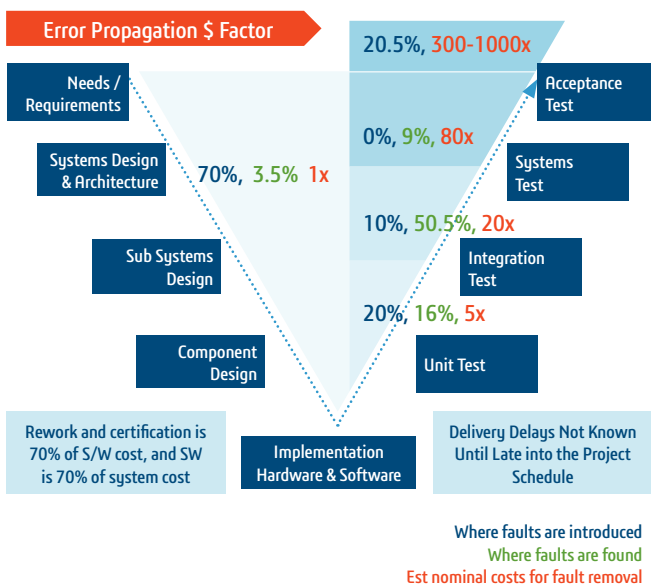 Error Propagation $ Factor
20.5%, 300-1000x
Needs /
Requirements
Acceptance
Test
0%, 9%, 80x
Systems Design
& Architecture
70%, 3.5% 1x
Systems
Test
10%, 50.5%, 20x
Sub Systems
Design
Integration
Test
20%, 16%, 5x
Component
Design
Unit Test
Rework and certification is
70% of S/W cost, and SW
is 70% of system cost
Implementation
Hardware & Software
Delivery Delays Not Known
Until Late into the Project
Schedule
Where faults are introduced
Where faults are found
Est nominal costs for fault removal